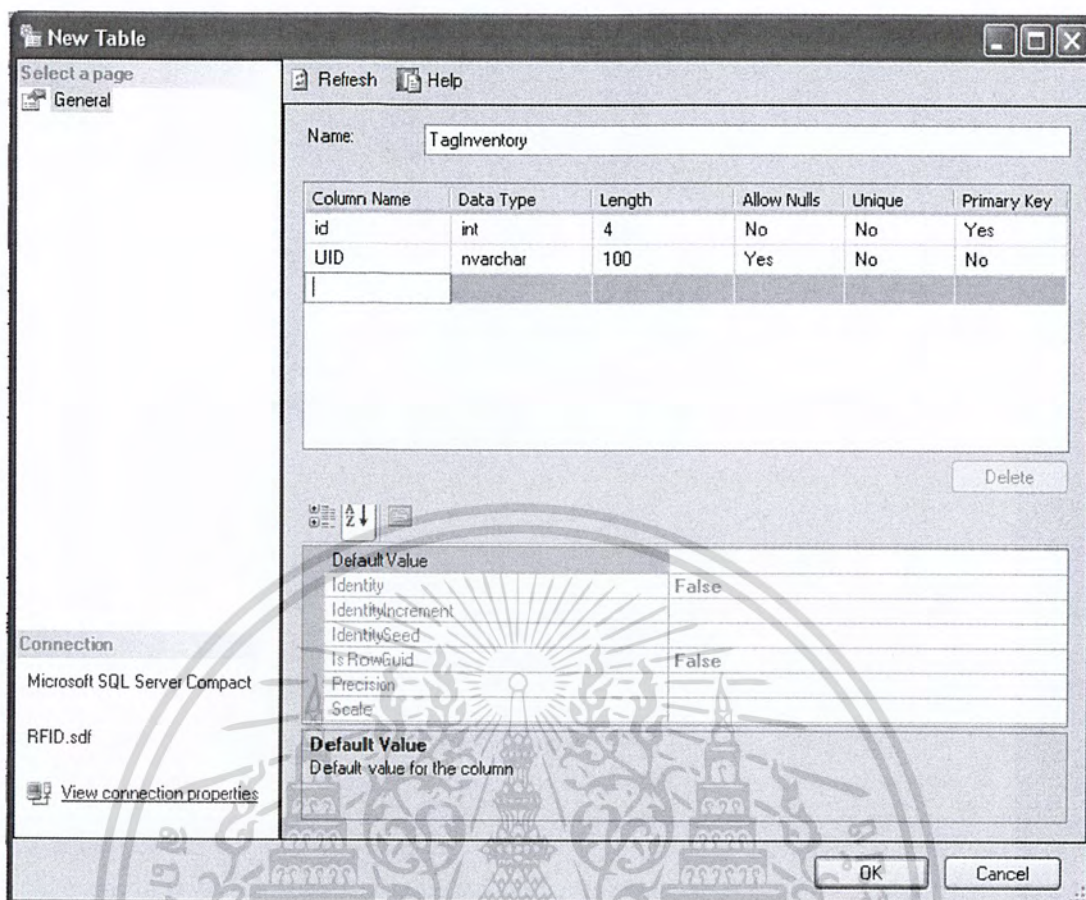 New Table
Select a page
General
Refresh Help
Name: TagInventory
Column Name Data Type Length Allow Nulls Unique Primary Key
id int 4 No No Yes
UID nvarchar 100 Yes No No
Delete
Default Value
Identity False
IdentityIncrement
IdentitySeed
Is RowGuid False
Precision
Scale
Default Value
Default value for the column
Connection
Microsoft SQL Server Compact
RFID.sdf
View connection properties
OK Cancel